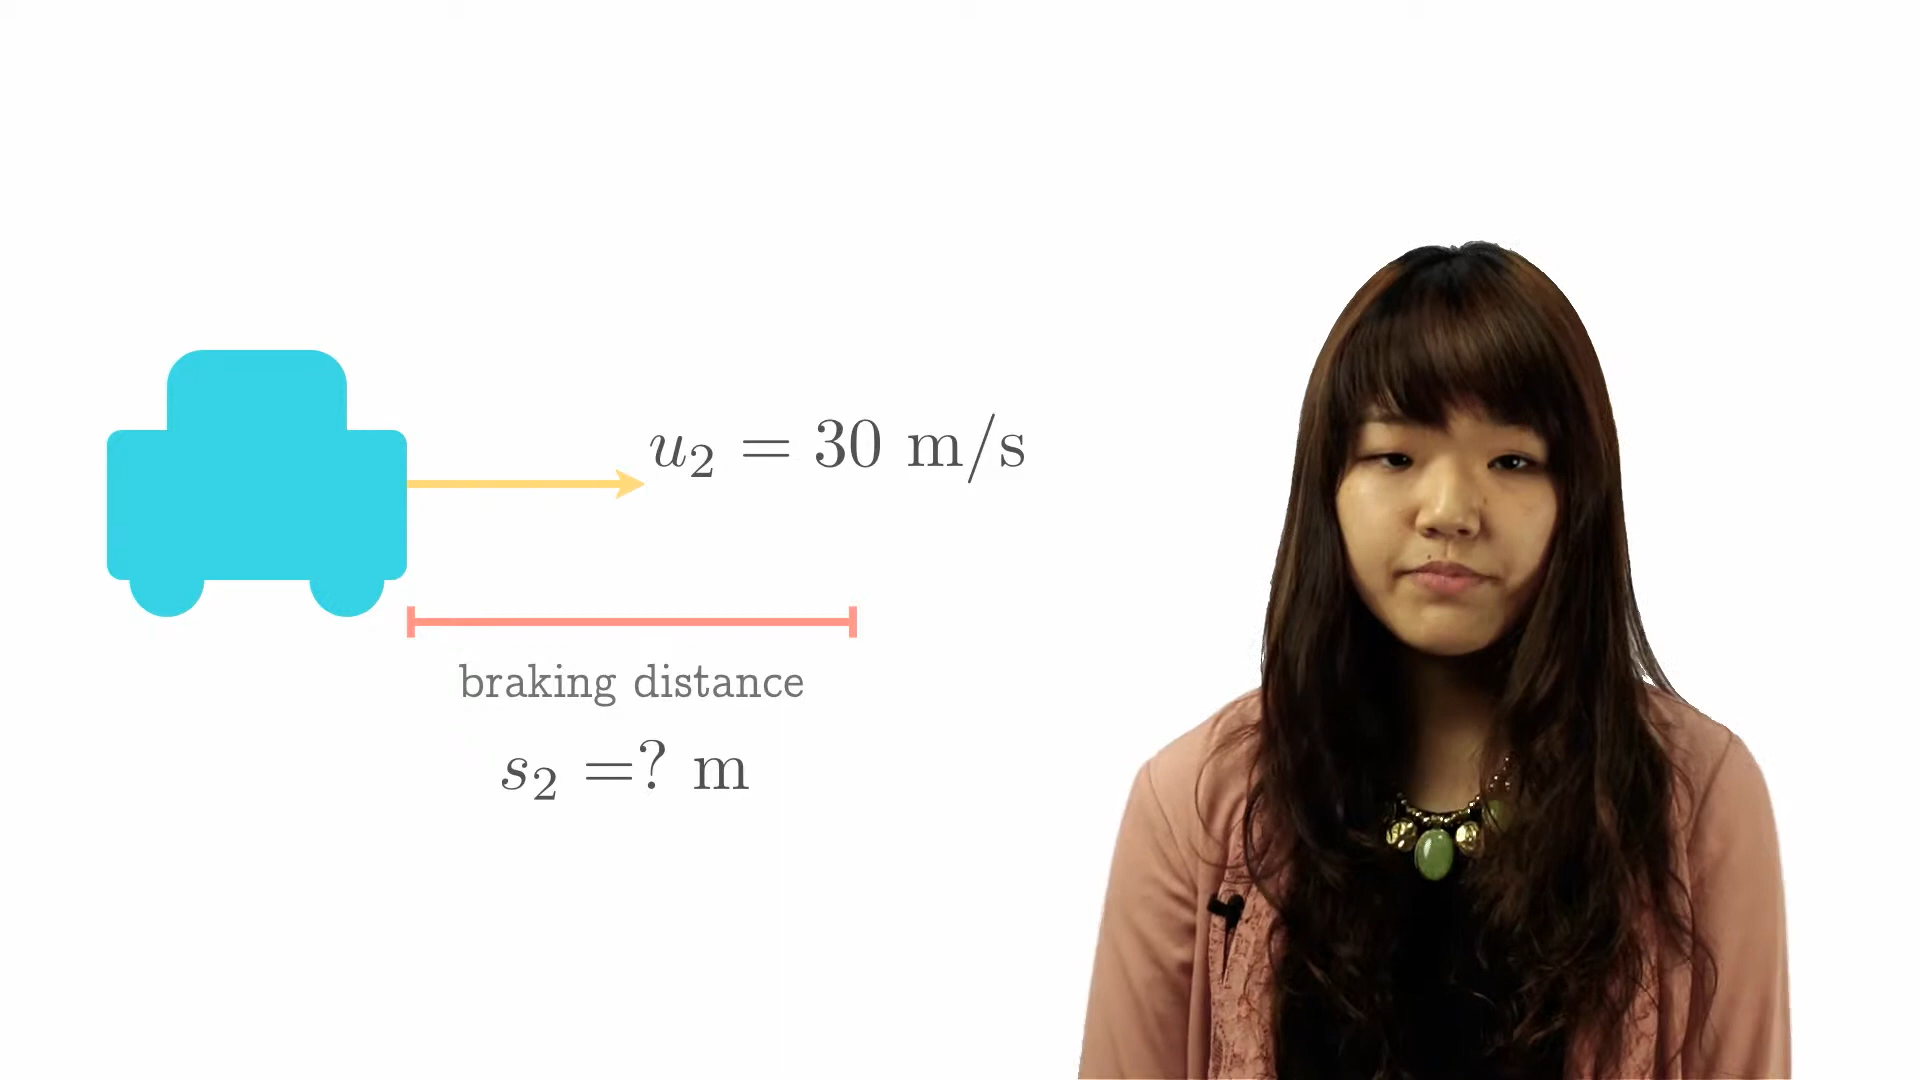 u₂ = 30 m/s
braking distance
s₂ =? m